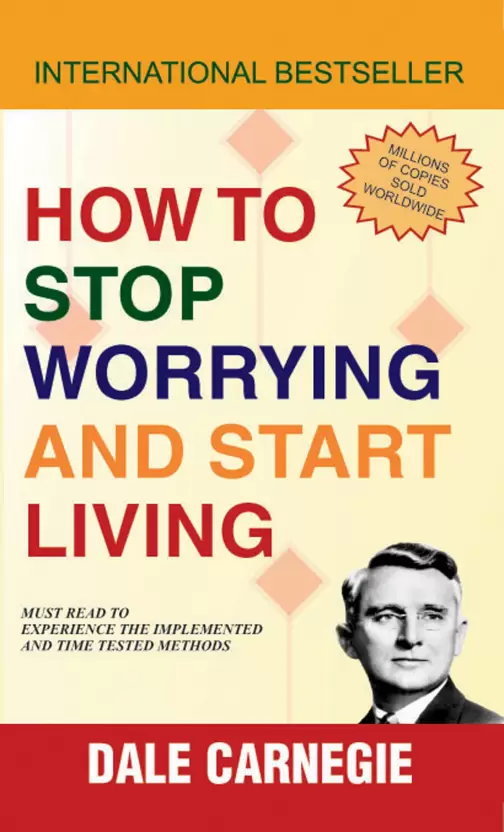 INTERNATIONAL BESTSELLER
MILLIONS
OF COPIES
SOLD
WORLDWIDE
HOW TO
STOP
WORRYING
AND START
LIVING
MUST READ TO
EXPERIENCE THE IMPLEMENTED
AND TIME TESTED METHODS
DALE CARNEGIE